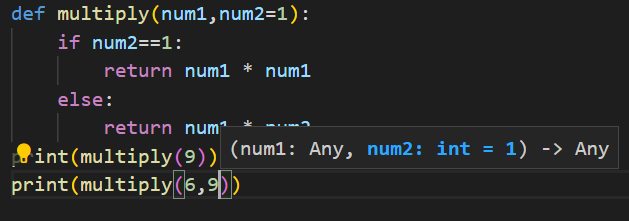 def multiply(num1,num2=1):
if num2==1:
return num1 * num1
else:
return num1 *
print(multiply(9))
(num1: Any, num2: int = 1) -> Any
print(multiply(6,9))